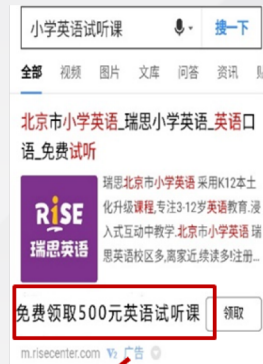 小学英语试听课
搜一下
全部 视频 图片 文库 问答 资讯
北京市小学英语_瑞思小学英语_英语口
语_免费试听
RISE
瑞思英语
瑞思北京市小学英语 采用K12本土
化升级课程,专注3-12岁英语教育.浸
入式互动中教学.北京市小学英语 瑞
思英语校区多,离家近,续读多!注册...
免费领取500元英语试听课
领取
m.risecenter.com V2 广告